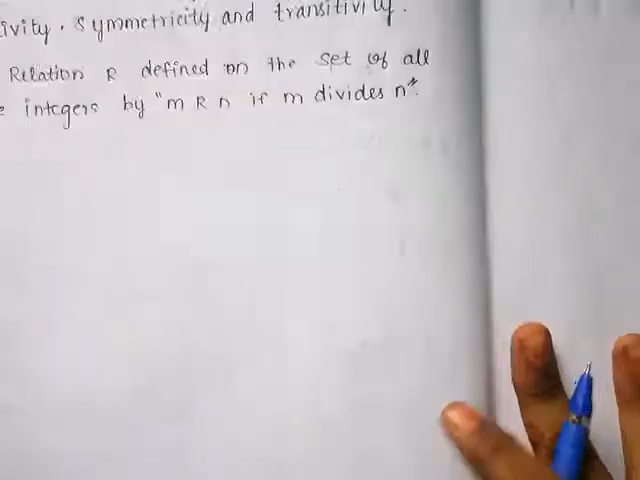 ivity, Symmetricity and transitivity.
Relation R defined on the set of all
e integers by "m R n if m divides n".